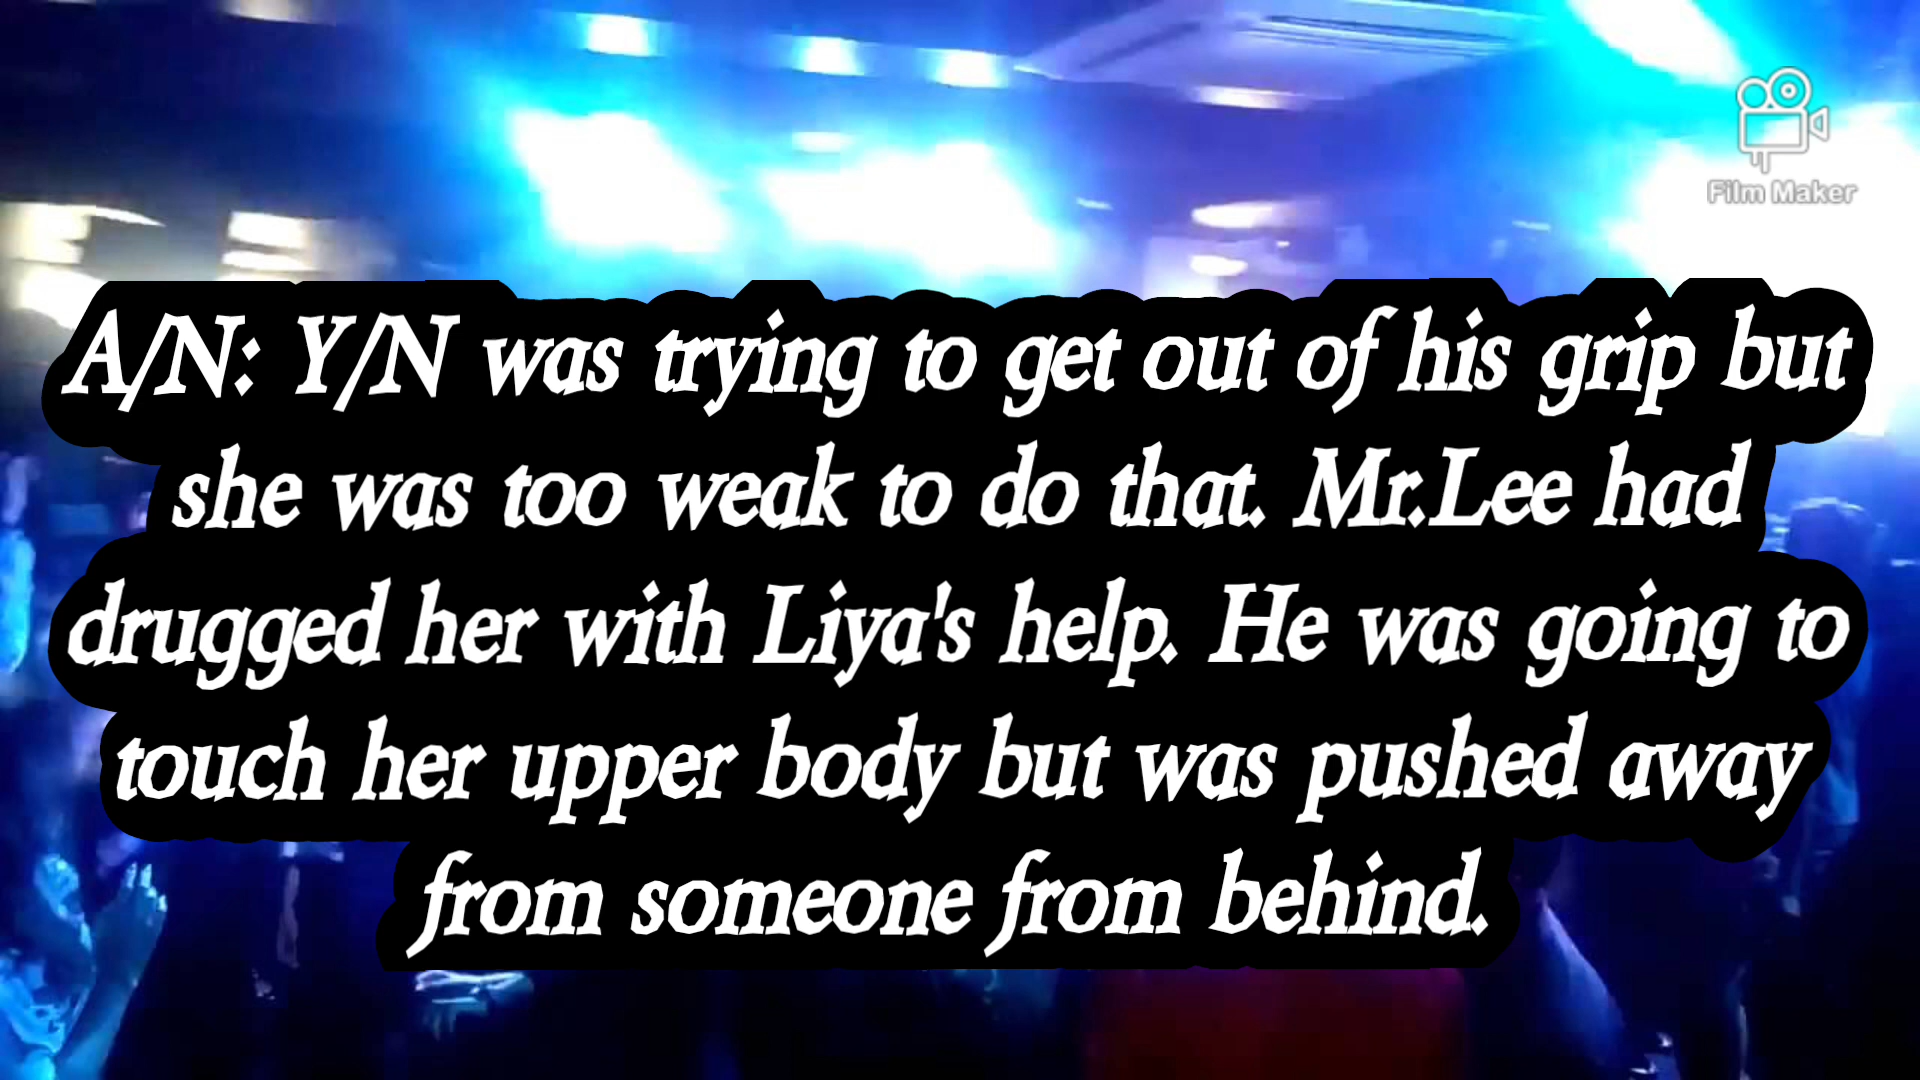 Film Maker
A/N: Y/N was trying to get out of his grip but
she was too weak to do that. Mr.Lee had
drugged her with Liya's help. He was going to
touch her upper body but was pushed away
from someone from behind.